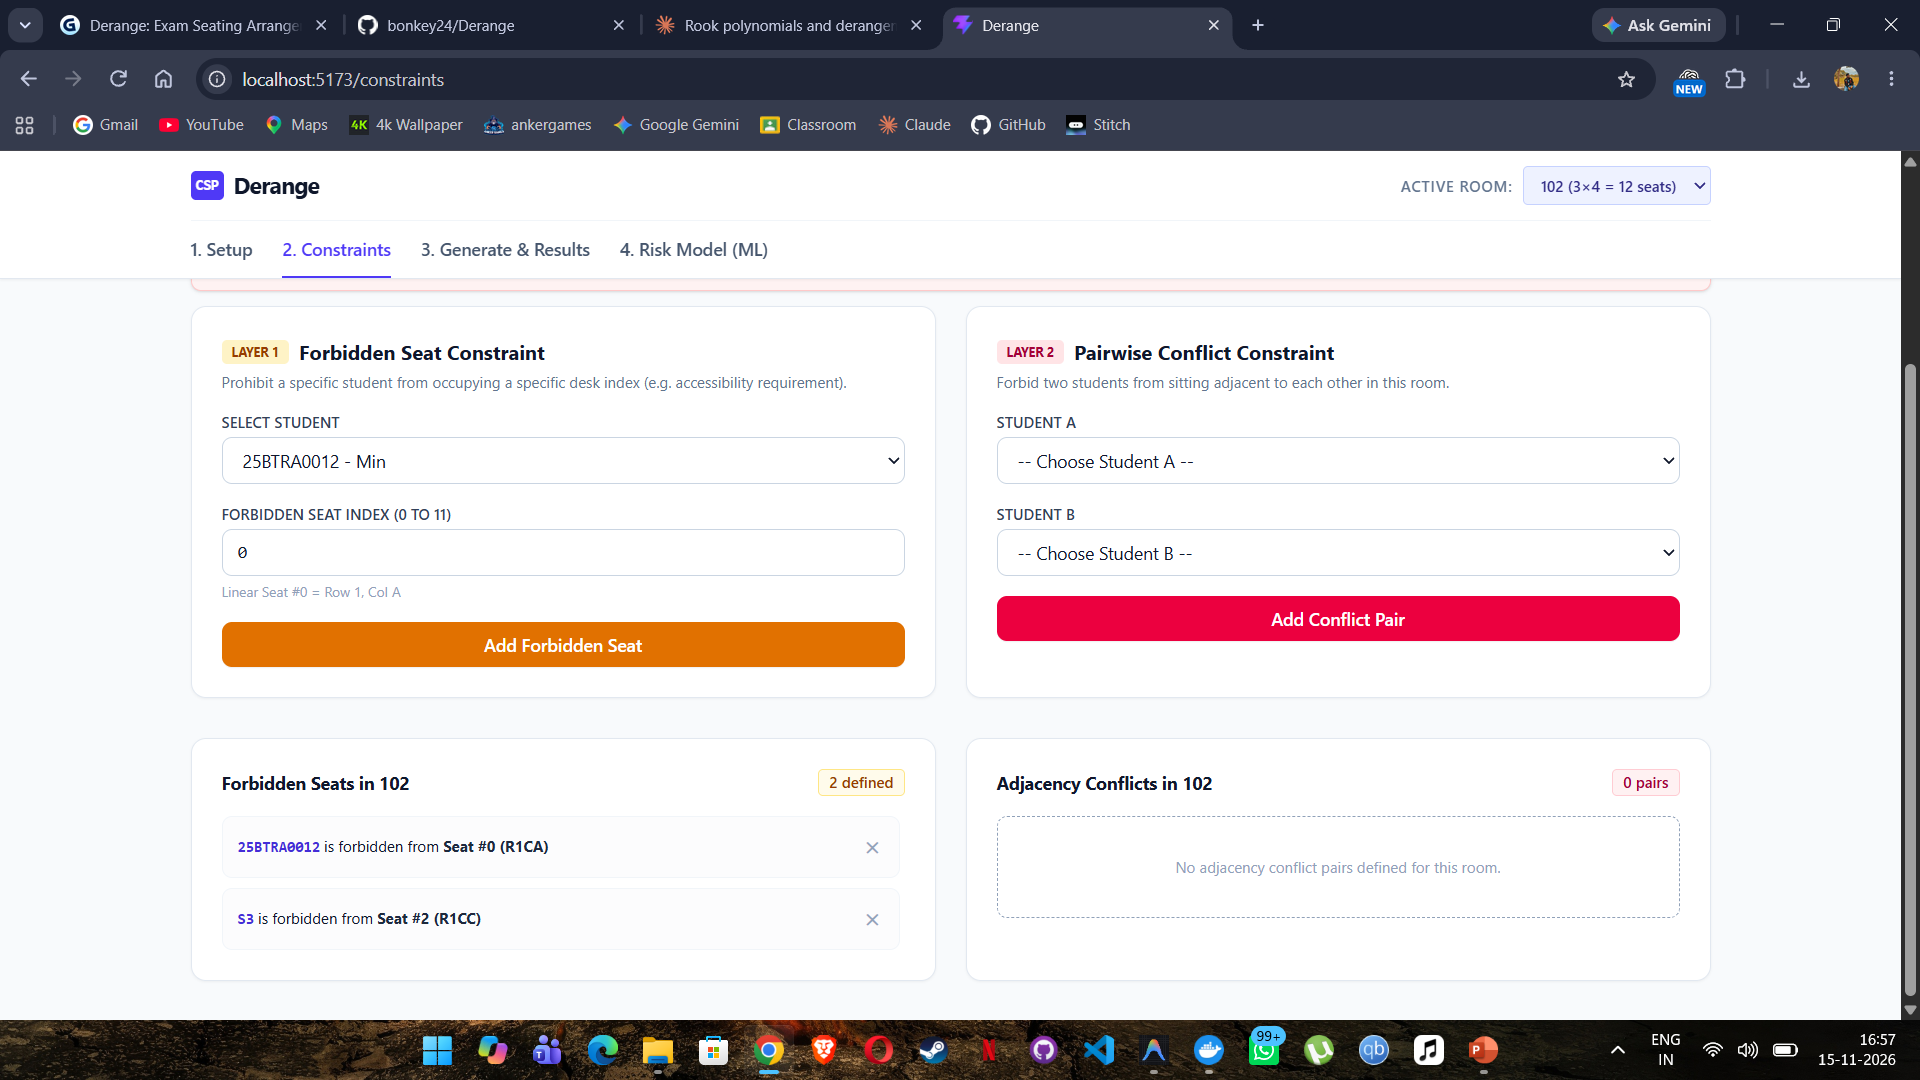 Derange: Exam Seating Arrange
bonkey24/Derange
Rook polynomials and deranger
Derange
Ask Gemini
localhost:5173/constraints
NEW
Gmail
YouTube
Maps
4K 4k Wallpaper
ankergames
Google Gemini
Classroom
Claude
GitHub
Stitch
CSP Derange
ACTIVE ROOM: 102 (3×4 = 12 seats)
1. Setup
2. Constraints
3. Generate & Results
4. Risk Model (ML)
LAYER 1 Forbidden Seat Constraint
Prohibit a specific student from occupying a specific desk index (e.g. accessibility requirement).
SELECT STUDENT
25BTRA0012 - Min
FORBIDDEN SEAT INDEX (0 TO 11)
0
Linear Seat #0 = Row 1, Col A
Add Forbidden Seat
LAYER 2 Pairwise Conflict Constraint
Forbid two students from sitting adjacent to each other in this room.
STUDENT A
-- Choose Student A --
STUDENT B
-- Choose Student B --
Add Conflict Pair
Forbidden Seats in 102
2 defined
25BTRA0012 is forbidden from Seat #0 (R1CA)
S3 is forbidden from Seat #2 (R1CC)
Adjacency Conflicts in 102
0 pairs
No adjacency conflict pairs defined for this room.
99+
qb
ENG
IN
16:57
15-11-2026